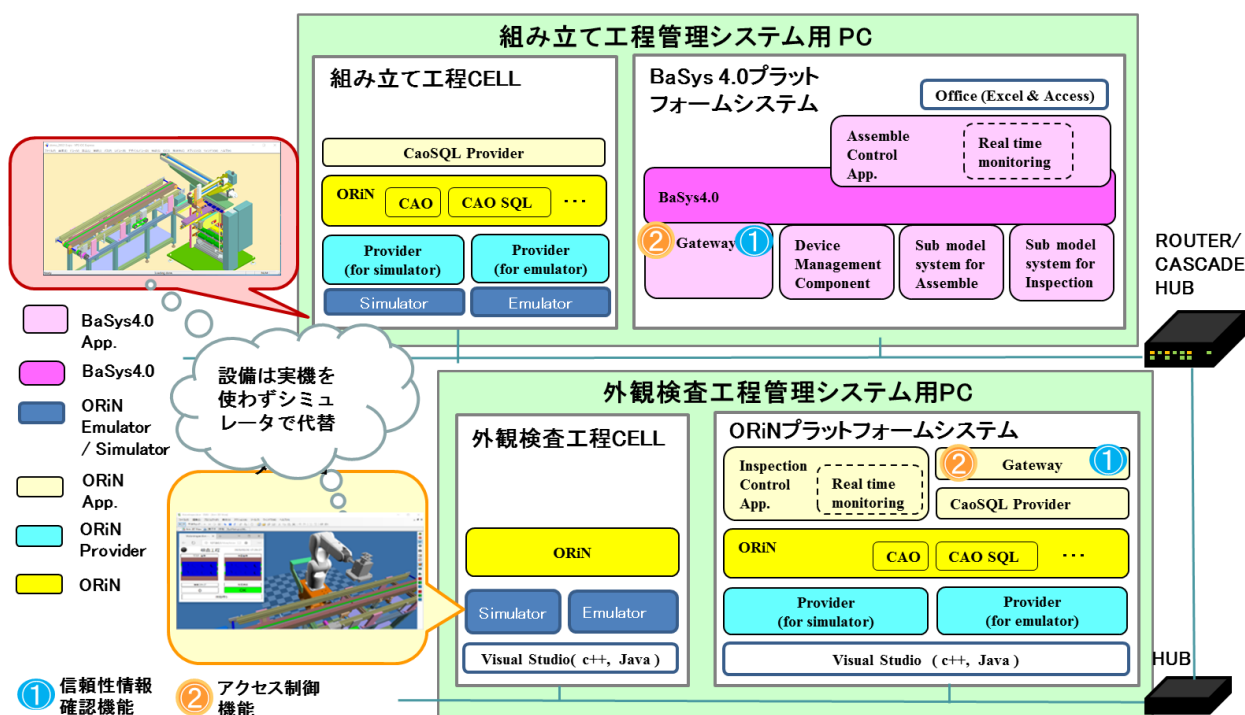 組み立て工程管理システム用 PC
組み立て工程CELL
CaoSQL Provider
ORiN
CAO
CAO SQL
･･･
Provider
(for simulator)
Provider
(for emulator)
Simulator
Emulator
BaSys 4.0プラット
フォームシステム
Office (Excel & Access)
Assemble
Control
App.
Real time
monitoring
BaSys4.0
2
Gateway
1
Device
Management
Component
Sub model
system for
Assemble
Sub model
system for
Inspection
ROUTER/
CASCADE
HUB
BaSys4.0
App.
BaSys4.0
ORiN
Emulator
/ Simulator
ORiN
App.
ORiN
Provider
ORiN
設備は実機を
使わずシミュ
レータで代替
外観検査工程管理システム用PC
外観検査工程CELL
ORiN
Simulator
Emulator
Visual Studio( c++, Java )
ORiNプラットフォームシステム
Inspection
Control
App.
Real time
monitoring
2
Gateway
1
CaoSQL Provider
ORiN
CAO
CAO SQL
･･･
Provider
(for simulator)
Provider
(for emulator)
Visual Studio ( c++, Java )
HUB
1
信頼性情報
確認機能
2
アクセス制御
機能